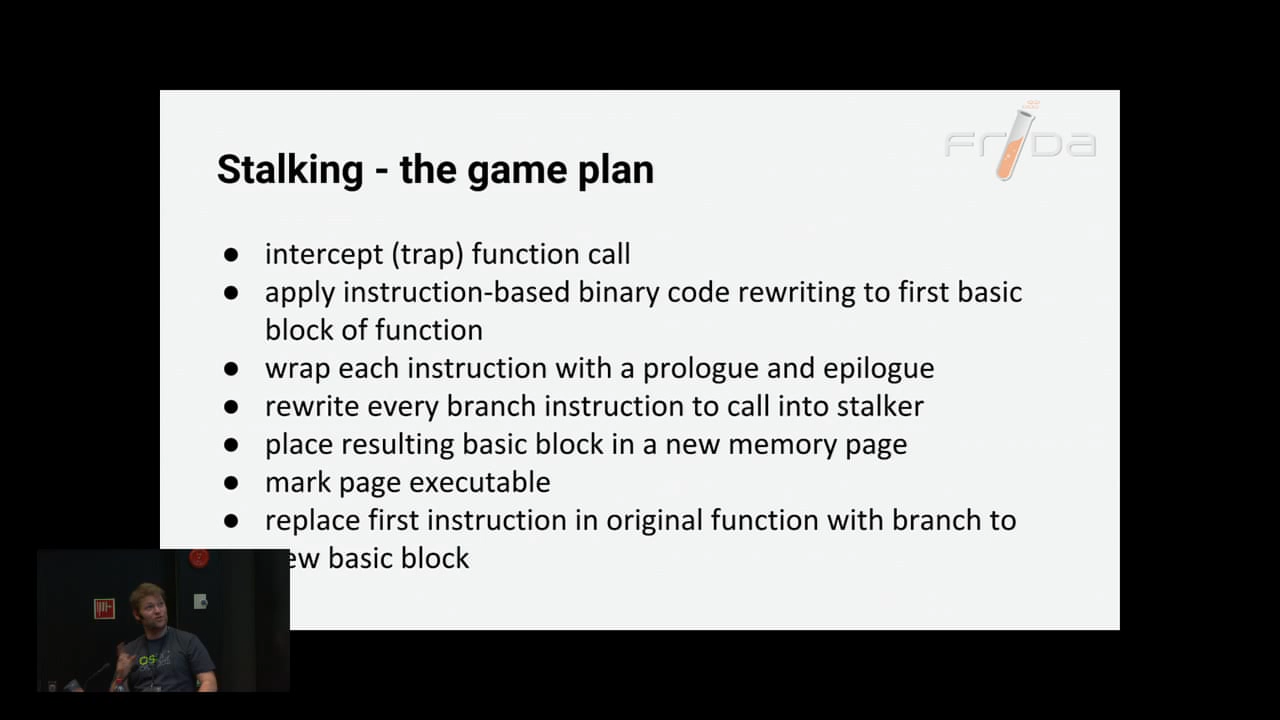 FRIDA
Stalking - the game plan
● intercept (trap) function call
● apply instruction-based binary code rewriting to first basic
block of function
● wrap each instruction with a prologue and epilogue
● rewrite every branch instruction to call into stalker
● place resulting basic block in a new memory page
● mark page executable
● replace first instruction in original function with branch to
ew basic block
OS